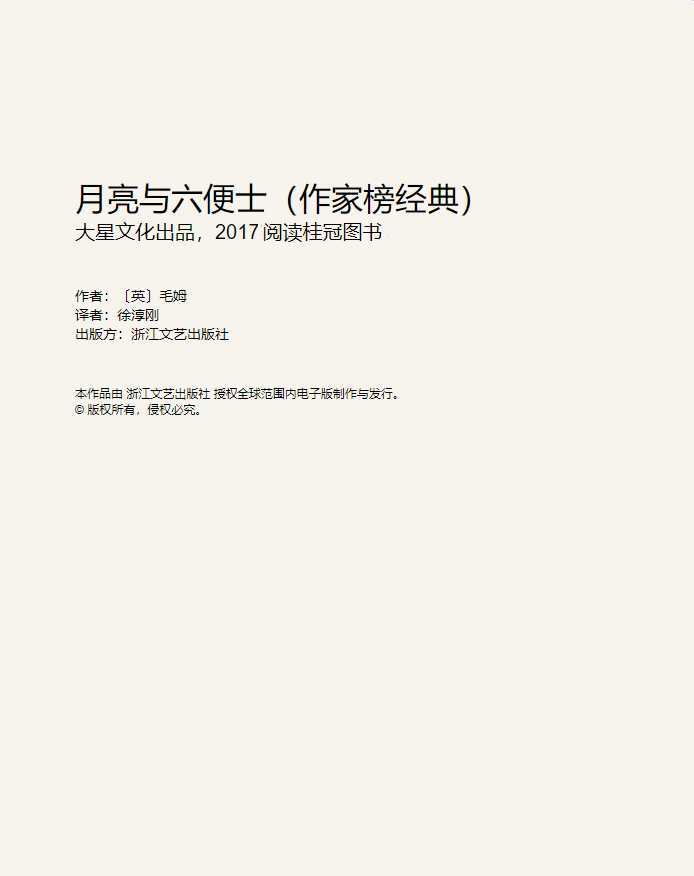 月亮与六便士（作家榜经典）
大星文化出品，2017阅读桂冠图书
作者：〔英〕毛姆
译者：徐淳刚
出版方：浙江文艺出版社
本作品由 浙江文艺出版社 授权全球范围内电子版制作与发行。
© 版权所有，侵权必究。